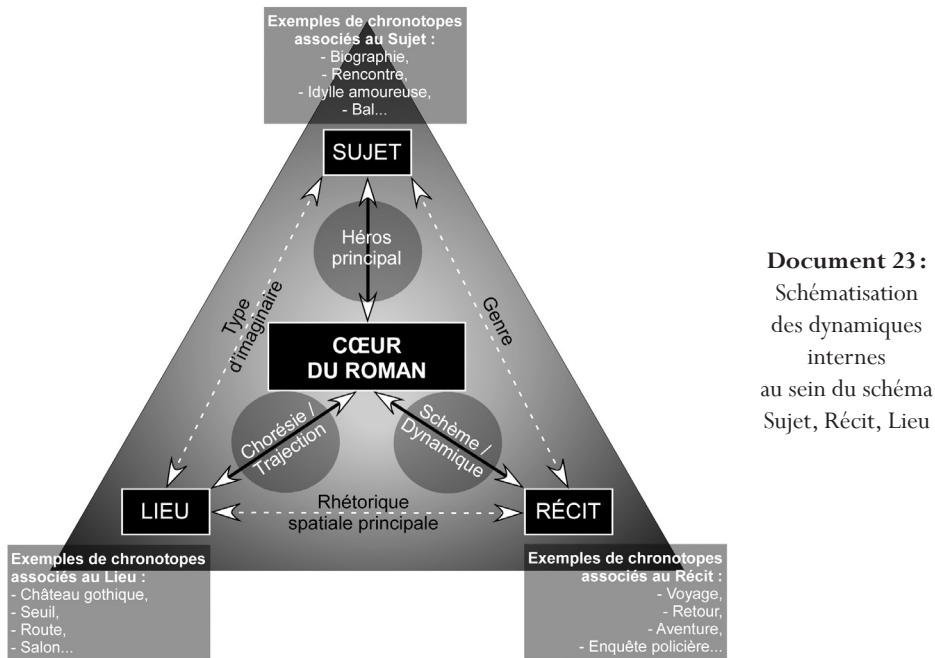 Exemples de chronotopes
associés au Sujet :
- Biographie,
- Rencontre,
- Idylle amoureuse,
- Bal...
SUJET
Héros
principal
Type
d'imaginaire
Genre
CŒUR
DU ROMAN
Chorésie /
Trajection
Schème /
Dynamique
LIEU
Rhétorique
spatiale principale
RÉCIT
Exemples de chronotopes
associés au Lieu :
- Château gothique,
- Seuil,
- Route,
- Salon...
Exemples de chronotopes
associés au Récit :
- Voyage,
- Retour,
- Aventure,
- Enquête policière...
Document 23 :
Schématisation
des dynamiques
internes
au sein du schéma
Sujet, Récit, Lieu